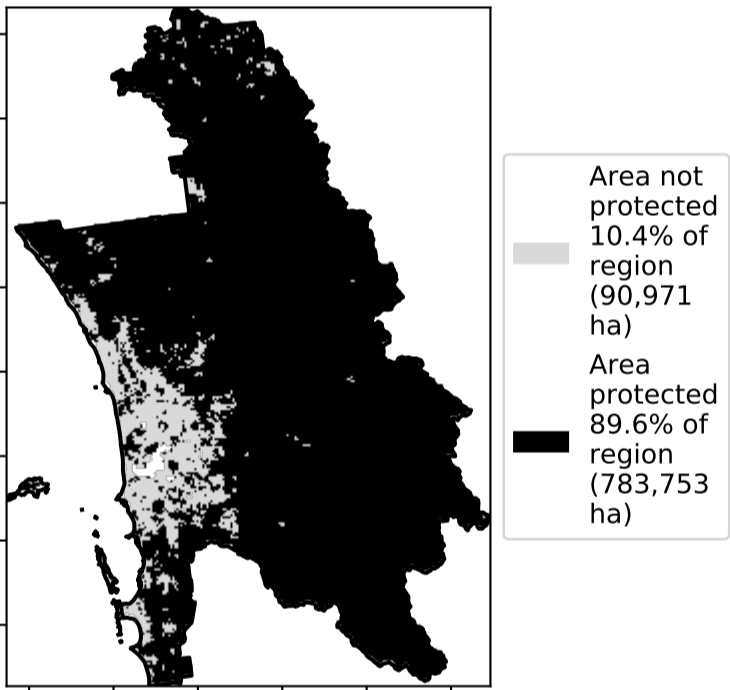 Area not
protected
10.4% of
region
(90,971
ha)
Area
protected
89.6% of
region
(783,753
ha)